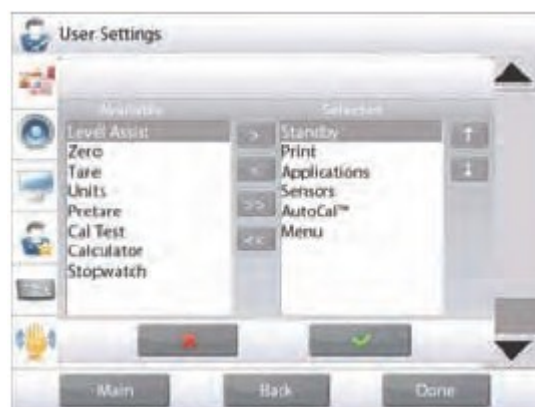 User Settings
Available
Selected
Level Assist
Zero
Tare
Units
Pretare
Cal Test
Calculator
Stopwatch
>
<
>>
<<
Standby
Print
Applications
Sensors
AutoCal™
Menu
Main
Back
Done